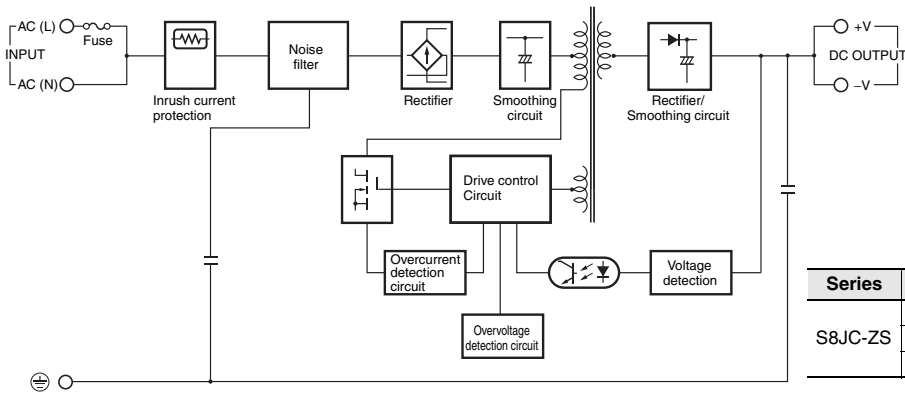 AC (L)
Fuse
INPUT
AC (N)
Inrush current
protection
Noise
filter
Rectifier
Smoothing
circuit
Rectifier/
Smoothing circuit
+V
DC OUTPUT
–V
Drive control
Circuit
Overcurrent
detection
circuit
Voltage
detection
Overvoltage
detection circuit
Series
S8JC-ZS